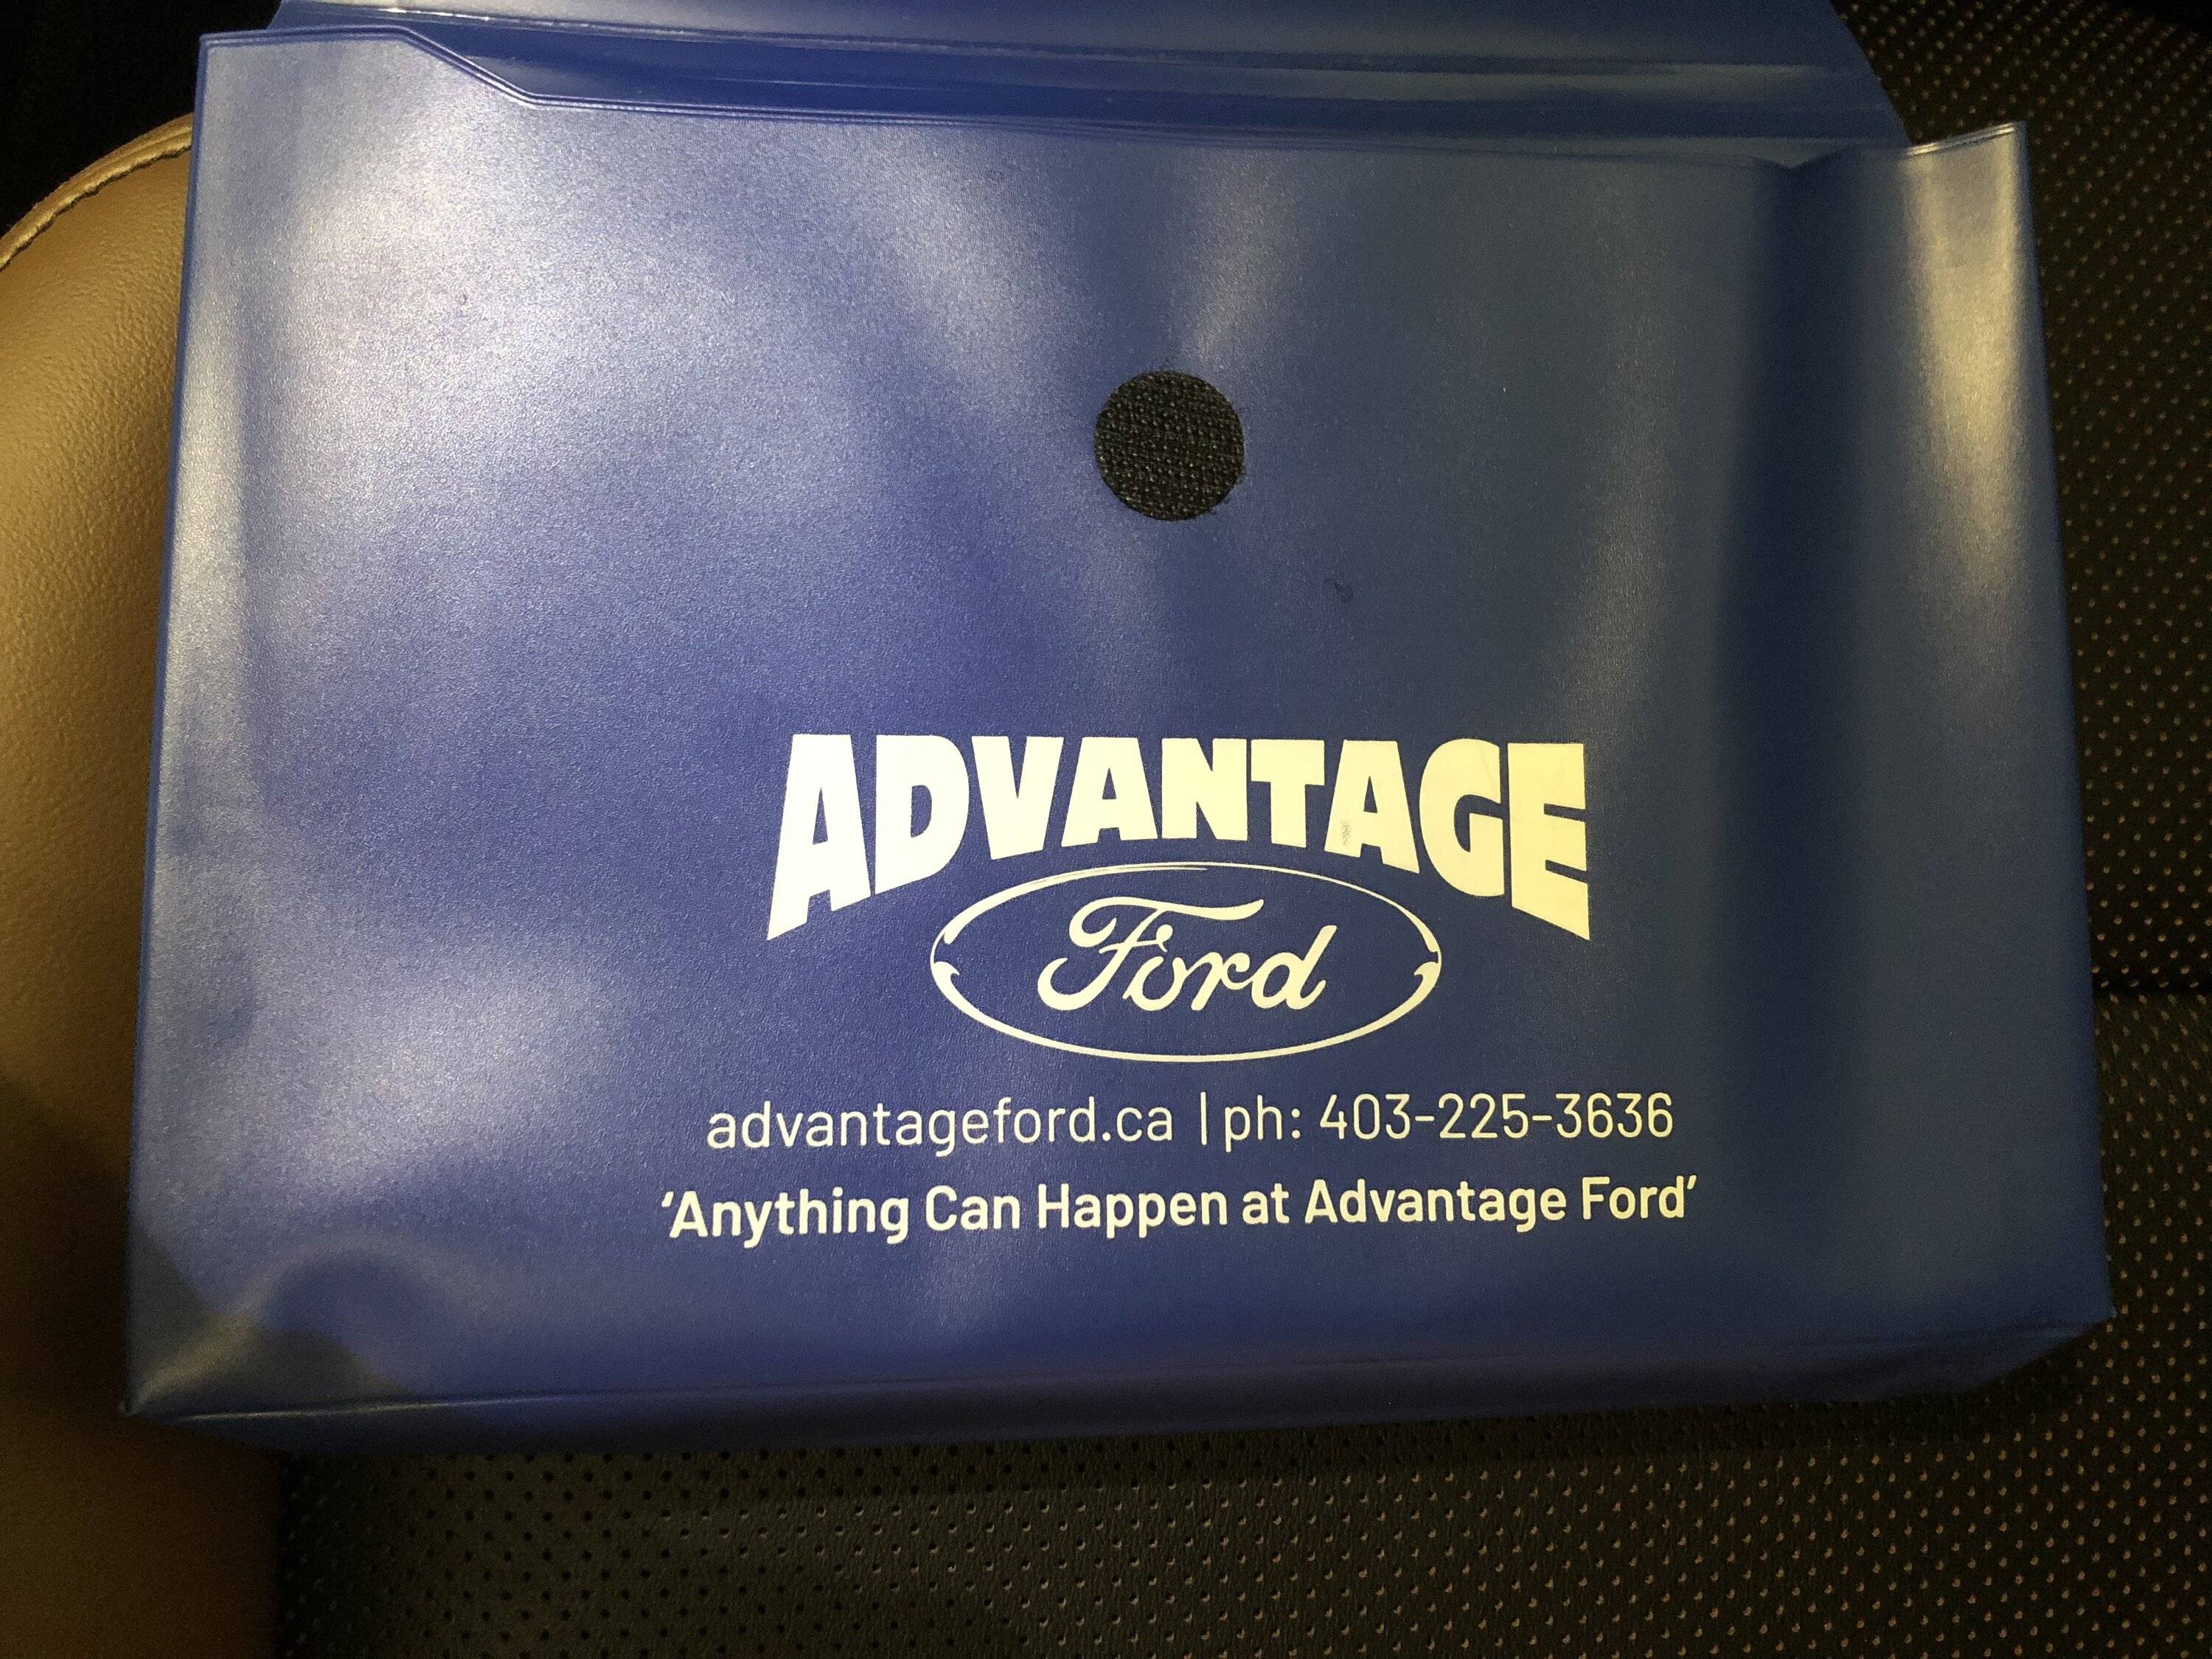 ADVANTAGE
Ford
advantageford.ca | ph: 403-225-3636
‘Anything Can Happen at Advantage Ford’